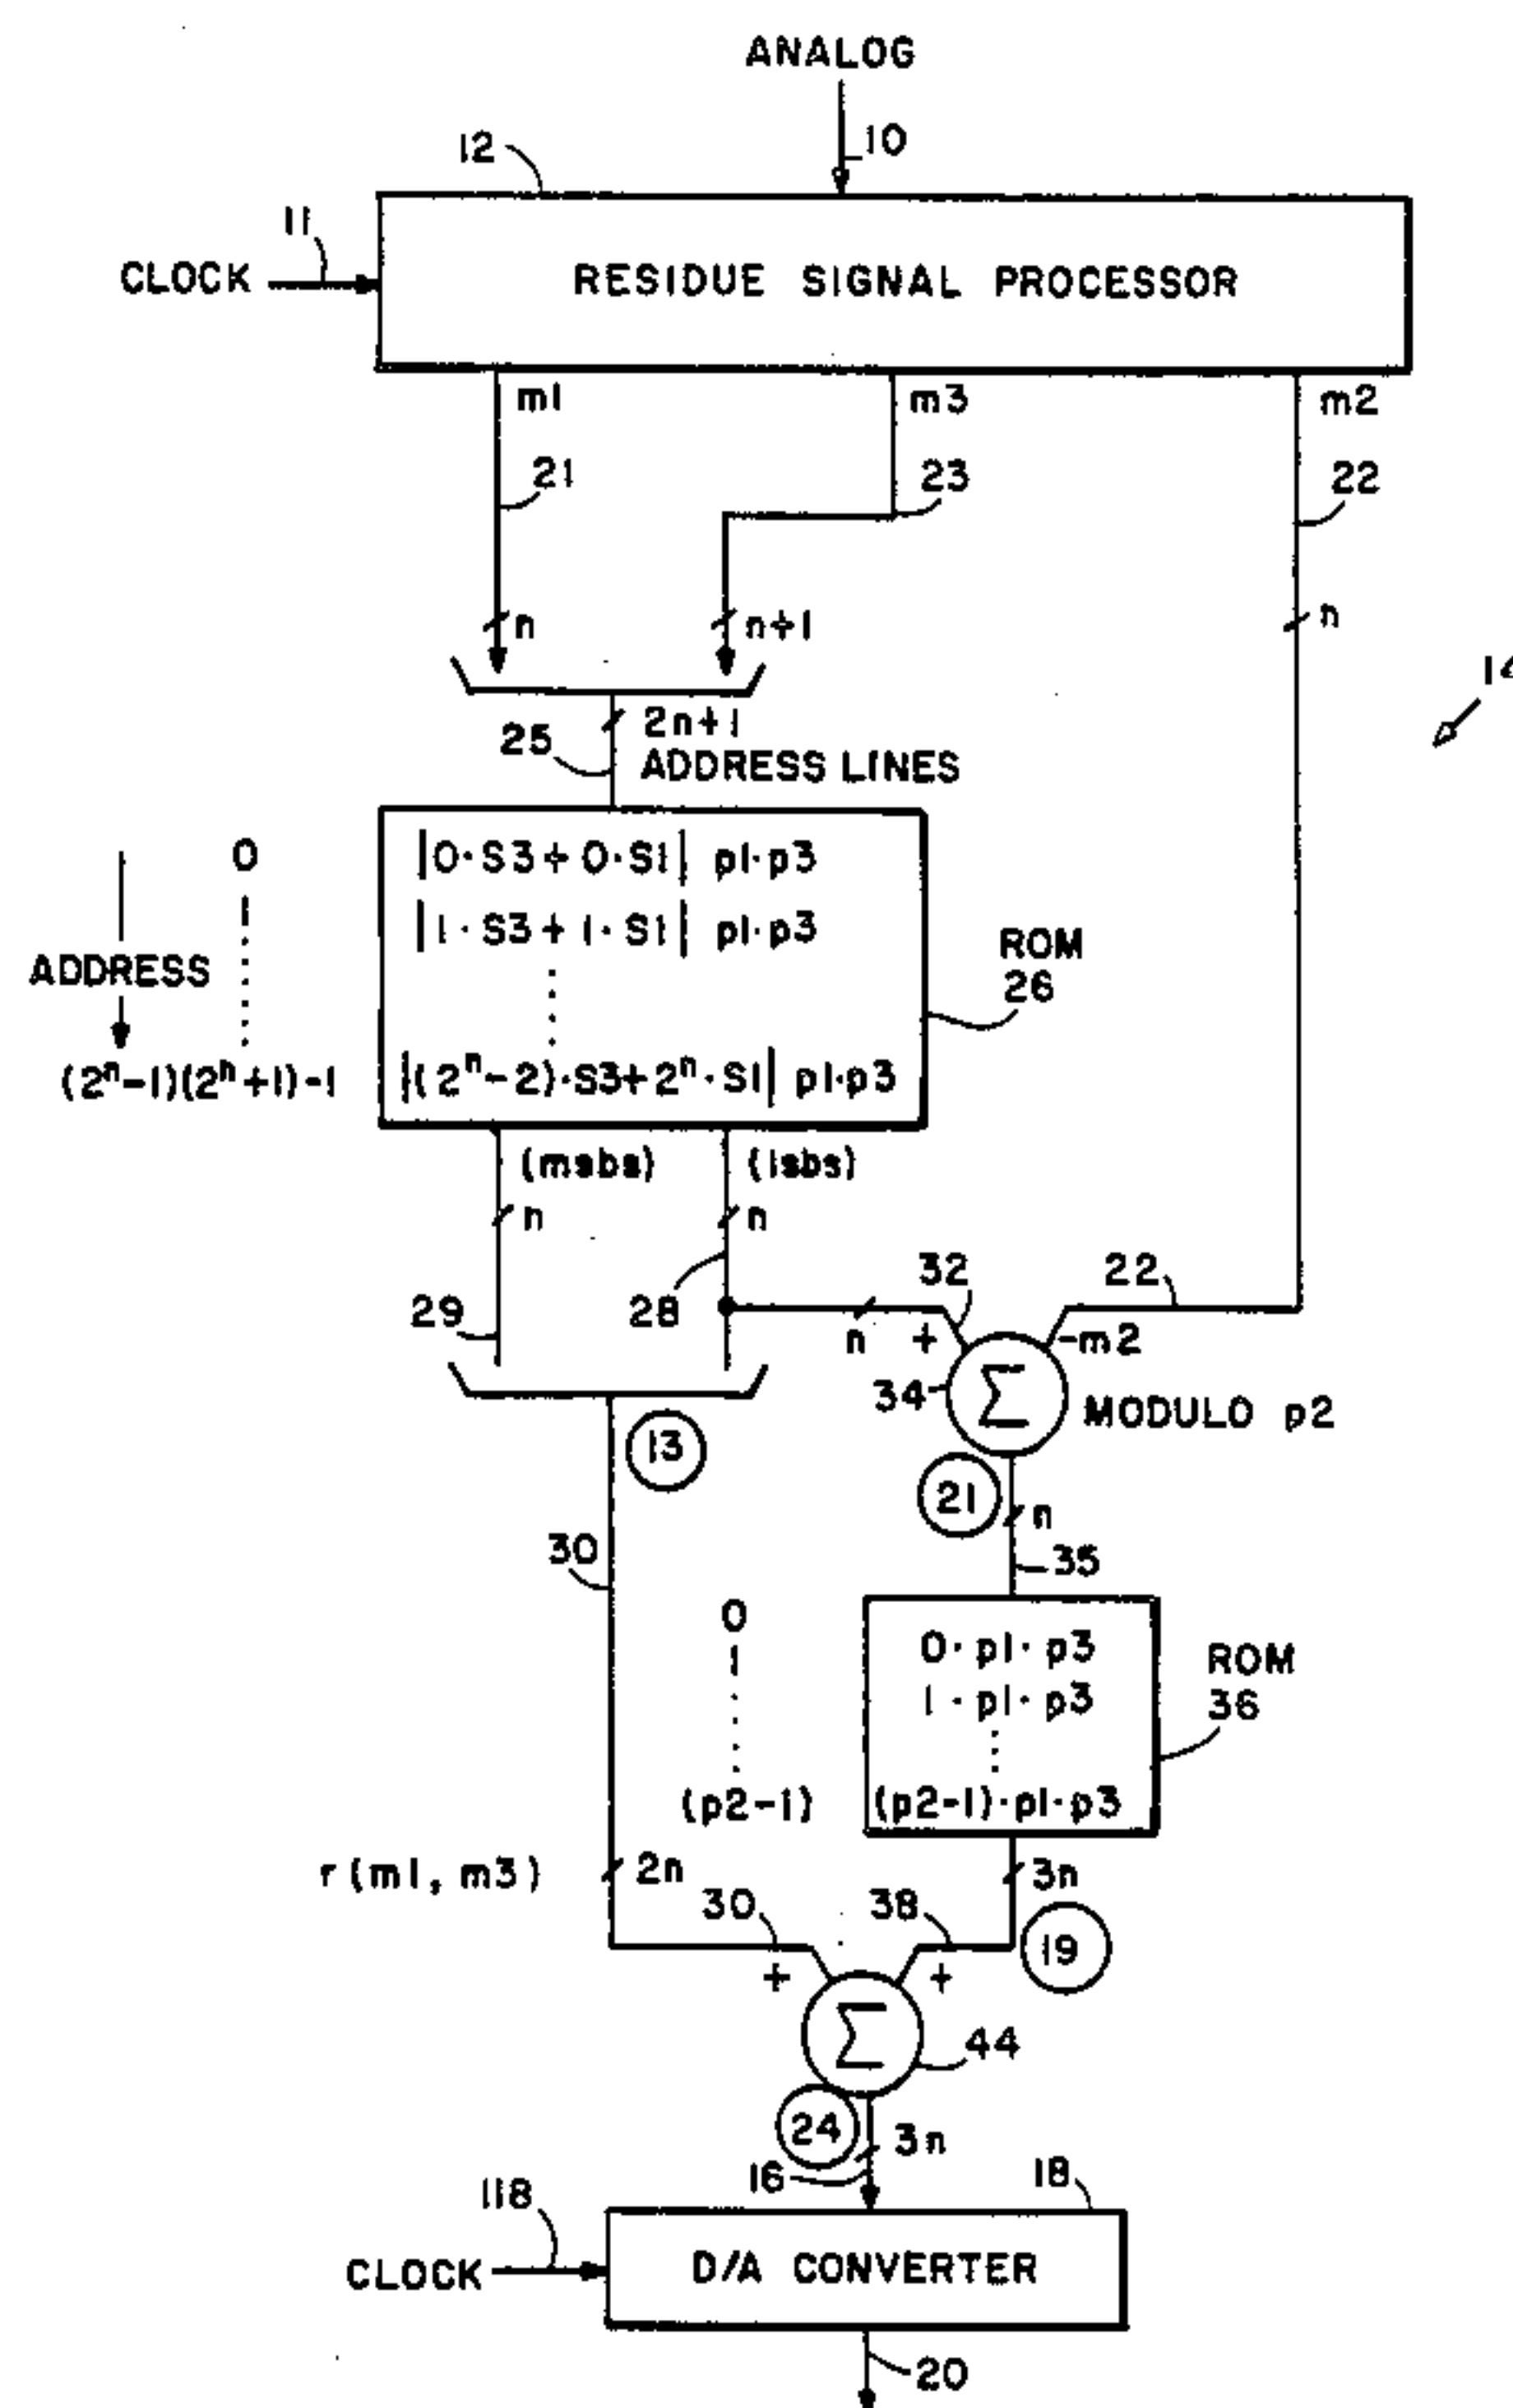 ANALOG
10
12
11
CLOCK
RESIDUE SIGNAL PROCESSOR
m1
m3
m2
21
23
22
n
n+1
n
14
2n+1
25
ADDRESS LINES
0
|0·S3+0·S1| p1·p3
1
|1·S3+1·S1| p1·p3
ADDRESS
ROM
26
(2ⁿ-1)(2ⁿ+1)-1
|(2ⁿ-2)·S3+2ⁿ·S1| p1·p3
(msbs)
(lsbs)
n
n
32
22
29
28
n
+
-m2
34
Σ
MODULO p2
13
21
n
30
35
0
0·p1·p3
1
1·p1·p3
ROM
36
(p2-1)
(p2-1)·p1·p3
r(m1, m3)
2n
3n
30
38
19
+
+
Σ
44
24
3n
16
18
118
CLOCK
D/A CONVERTER
20